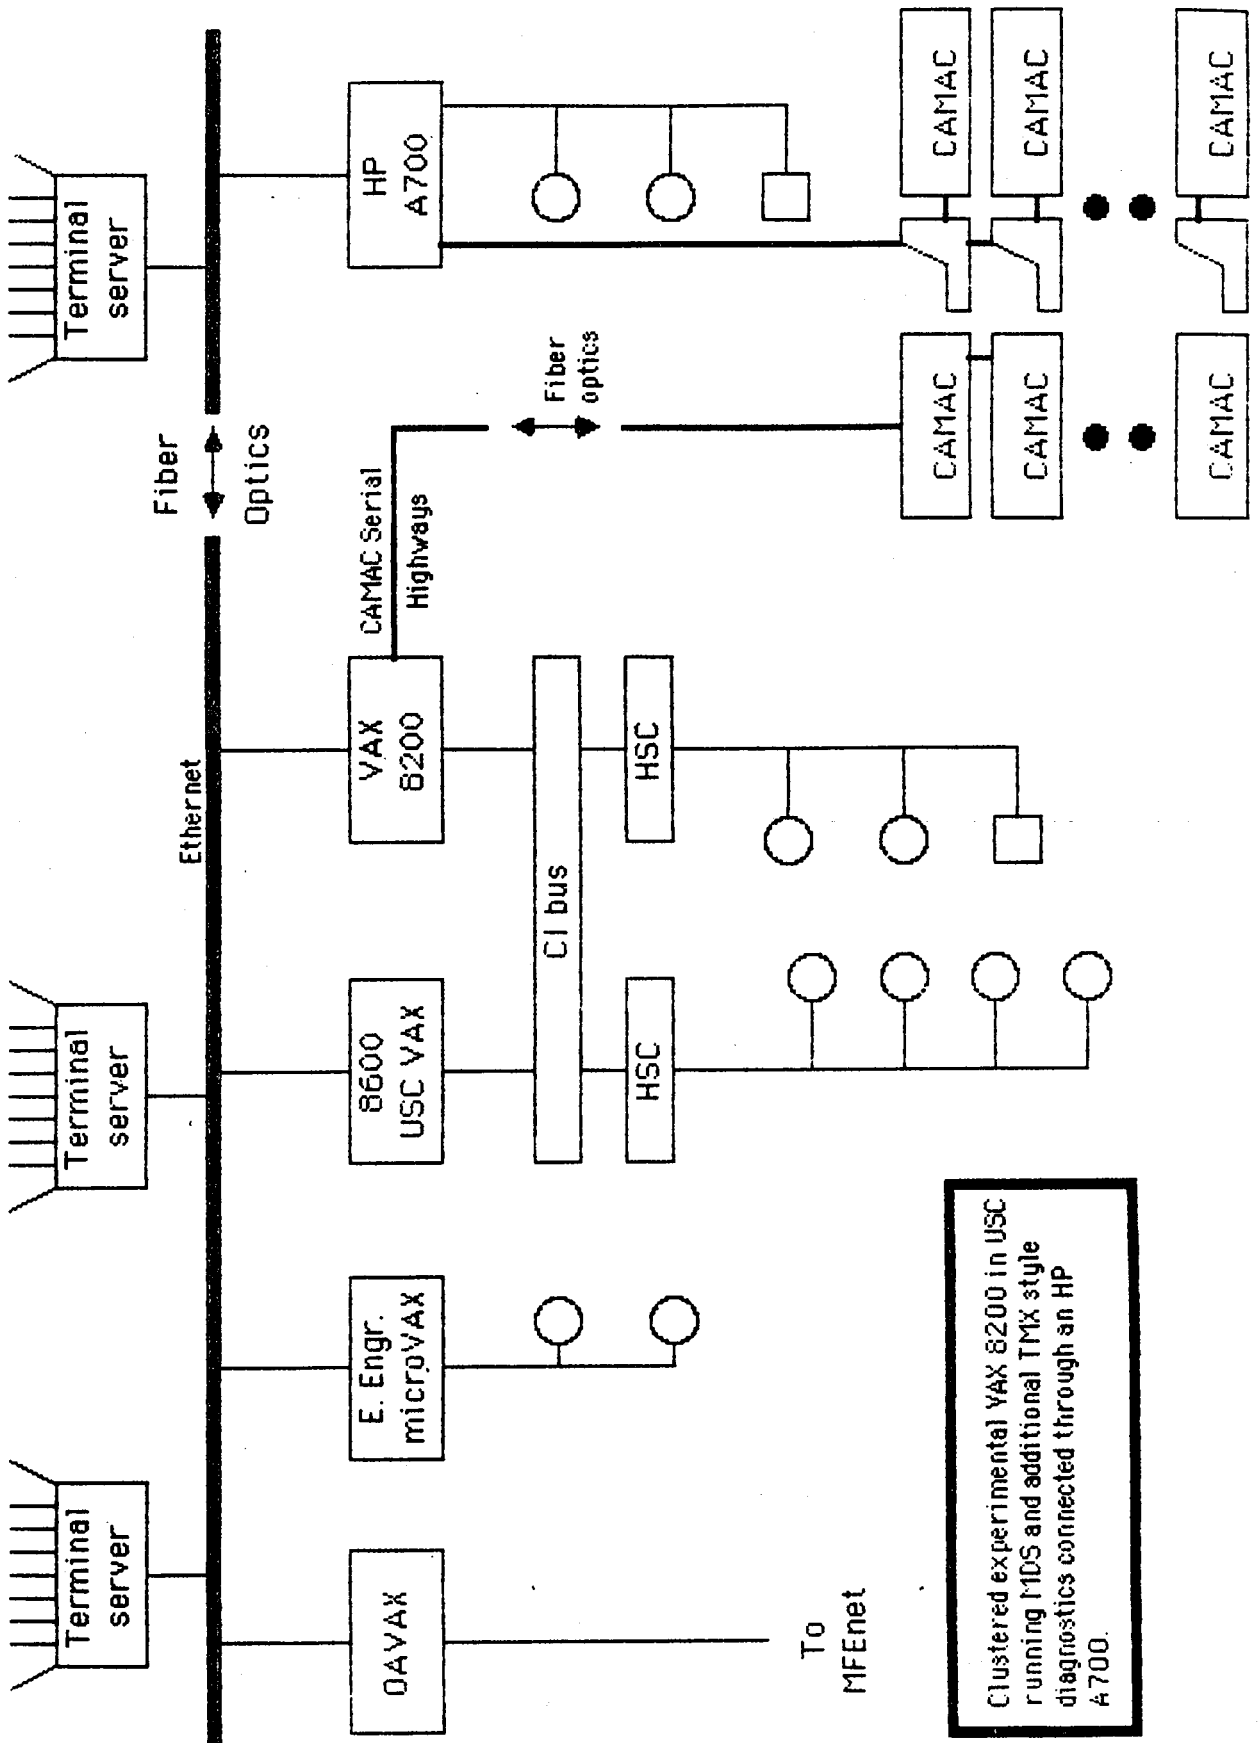 Terminal
server
Terminal
server
Terminal
server
Ethernet
Fiber
Optics
OAVAX
E. Engr.
microVAX
8600
USC VAX
VAX
8200
HP
A700
CAMAC Serial
Highways
CI bus
Fiber
optics
HSC
HSC
To
MFEnet
CAMAC
CAMAC
CAMAC
CAMAC
CAMAC
CAMAC
Clustered experimental VAX 8200 in USC
running MDS and additional TMX style
diagnostics connected through an HP
A700.